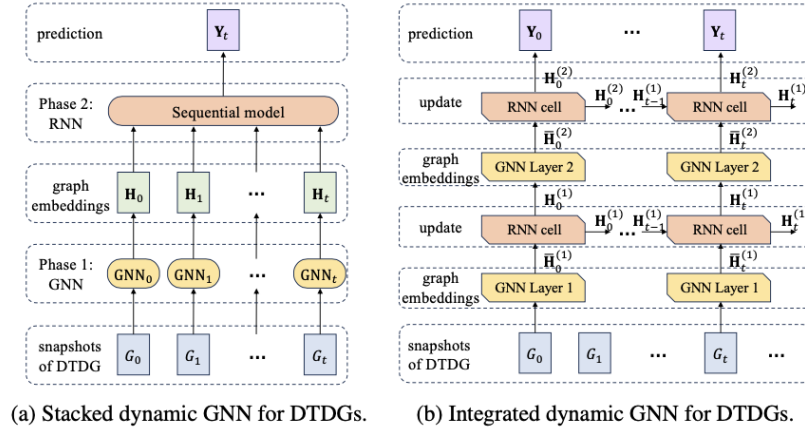 prediction
Y_t
Phase 2:
RNN
Sequential model
graph
embeddings
H_0 H_1 ... H_t
Phase 1:
GNN
GNN_0 GNN_1 ... GNN_t
snapshots
of DTDG
G_0 G_1 ... G_t
(a) Stacked dynamic GNN for DTDGs.
prediction
Y_0 ... Y_t
H_0^(2) H_t^(2)
update
RNN cell H_0^(2) ... H_{t-1}^(1) RNN cell H_t^(1)
H̅_0^(2) H̅_t^(2)
graph
embeddings
GNN Layer 2 GNN Layer 2
H_0^(1) H_t^(1)
update
RNN cell H_0^(1) ... H_{t-1}^(1) RNN cell H_t^(1)
H̅_0^(1) H̅_t^(1)
graph
embeddings
GNN Layer 1 GNN Layer 1
snapshots
of DTDG
G_0 G_1 ... G_t ...
(b) Integrated dynamic GNN for DTDGs.